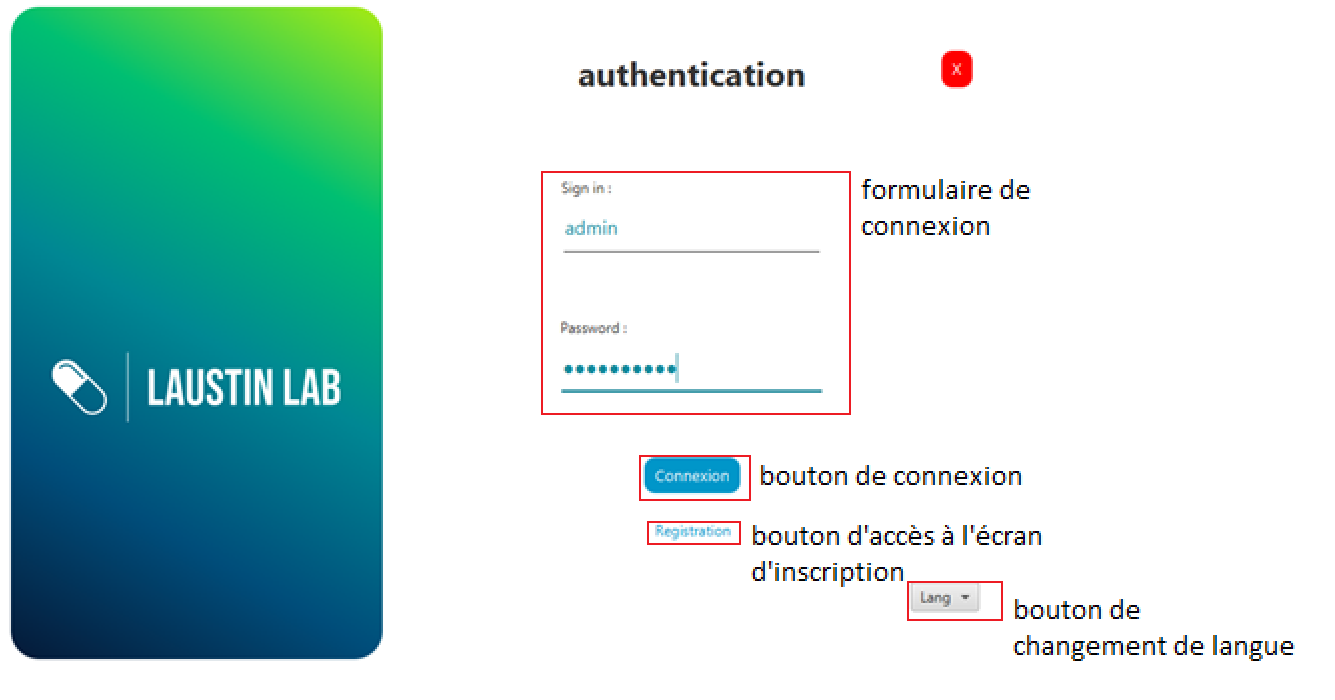 authentication
X
Sign in :
formulaire de
connexion
admin
Password :
LAUSTIN LAB
Connexion
bouton de connexion
Registration
bouton d'accès à l'écran
d'inscription
Lang
bouton de
changement de langue